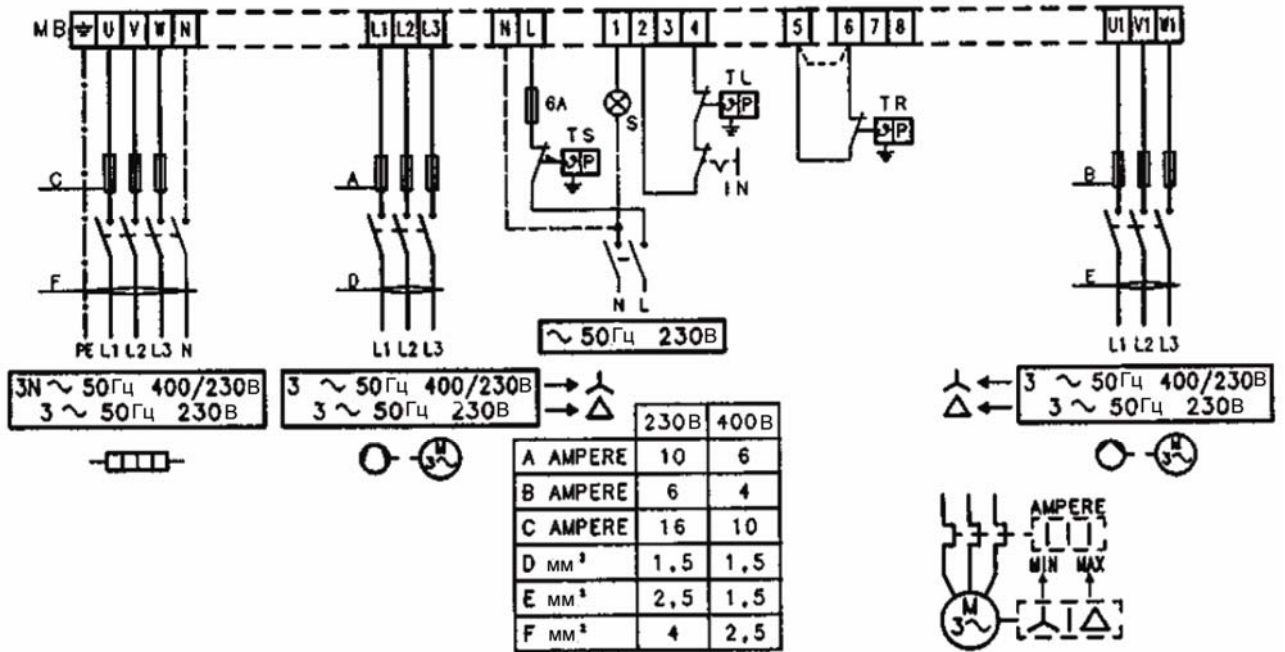 MB U V W N L1 L2 L3 N L 1 2 3 4 5 6 7 8 U1 V1 W1
6A
S
TL
P
TS
P
TR
P
IN
C
A
B
F
D
E
N L
PE L1 L2 L3 N
L1 L2 L3
L1 L2 L3
~ 50Гц 230В
3N ~ 50Гц 400/230В
3 ~ 50Гц 230В
3 ~ 50Гц 400/230В
3 ~ 50Гц 230В
3 ~ 50Гц 400/230В
3 ~ 50Гц 230В
M
3~
M
3~
230В 400В
A AMPERE 10 6
B AMPERE 6 4
C AMPERE 16 10
D мм² 1,5 1,5
E мм² 2,5 1,5
F мм² 4 2,5
AMPERE
MIN MAX
M
3~